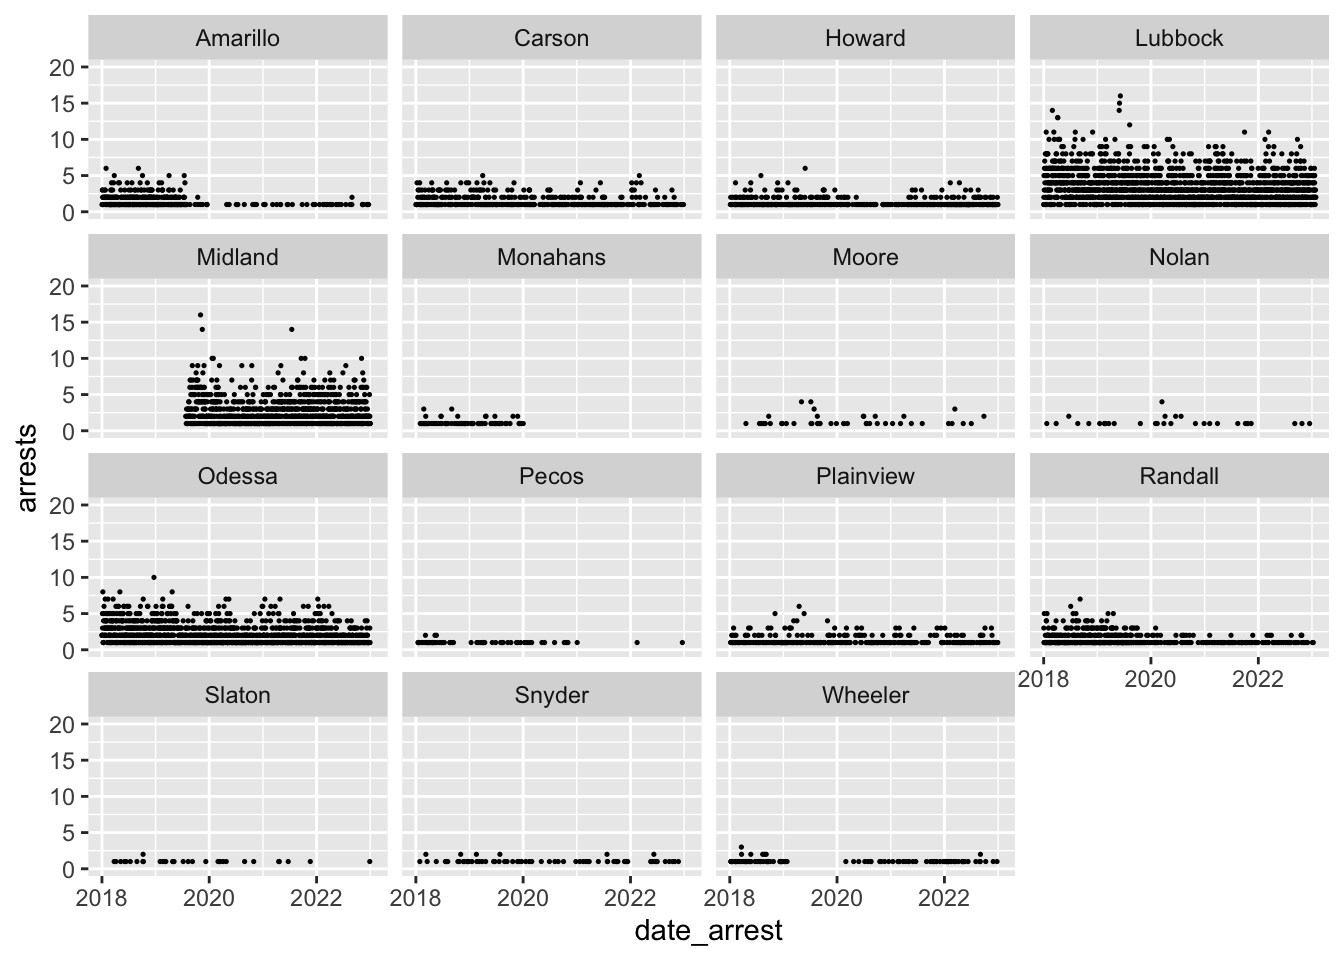 Amarillo Carson Howard Lubbock
20
15
10
5
0
Midland Monahans Moore Nolan
20
15
10
5
0
arrests
Odessa Pecos Plainview Randall
20
15
10
5
0
2018 2020 2022
Slaton Snyder Wheeler
20
15
10
5
0
2018 2020 2022 2018 2020 2022 2018 2020 2022
date_arrest